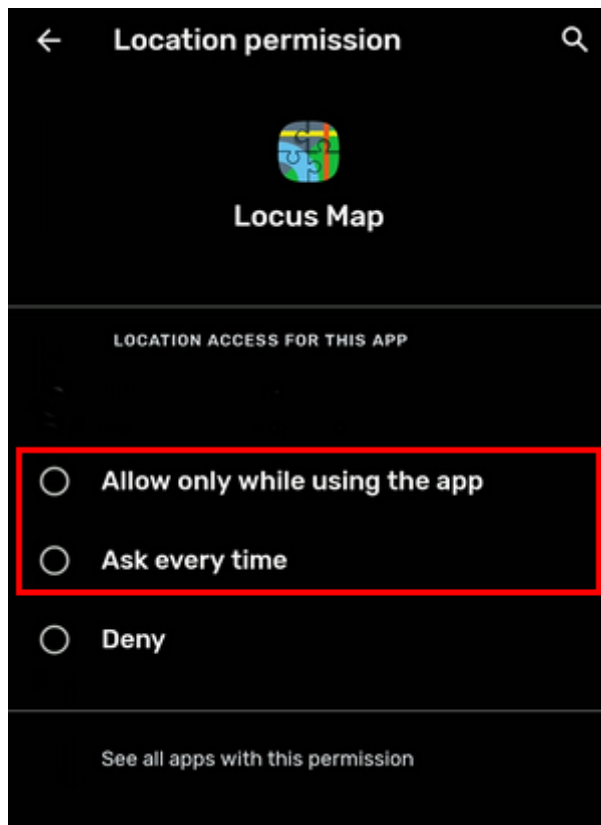 Location permission
Locus Map
LOCATION ACCESS FOR THIS APP
Allow only while using the app
Ask every time
Deny
See all apps with this permission